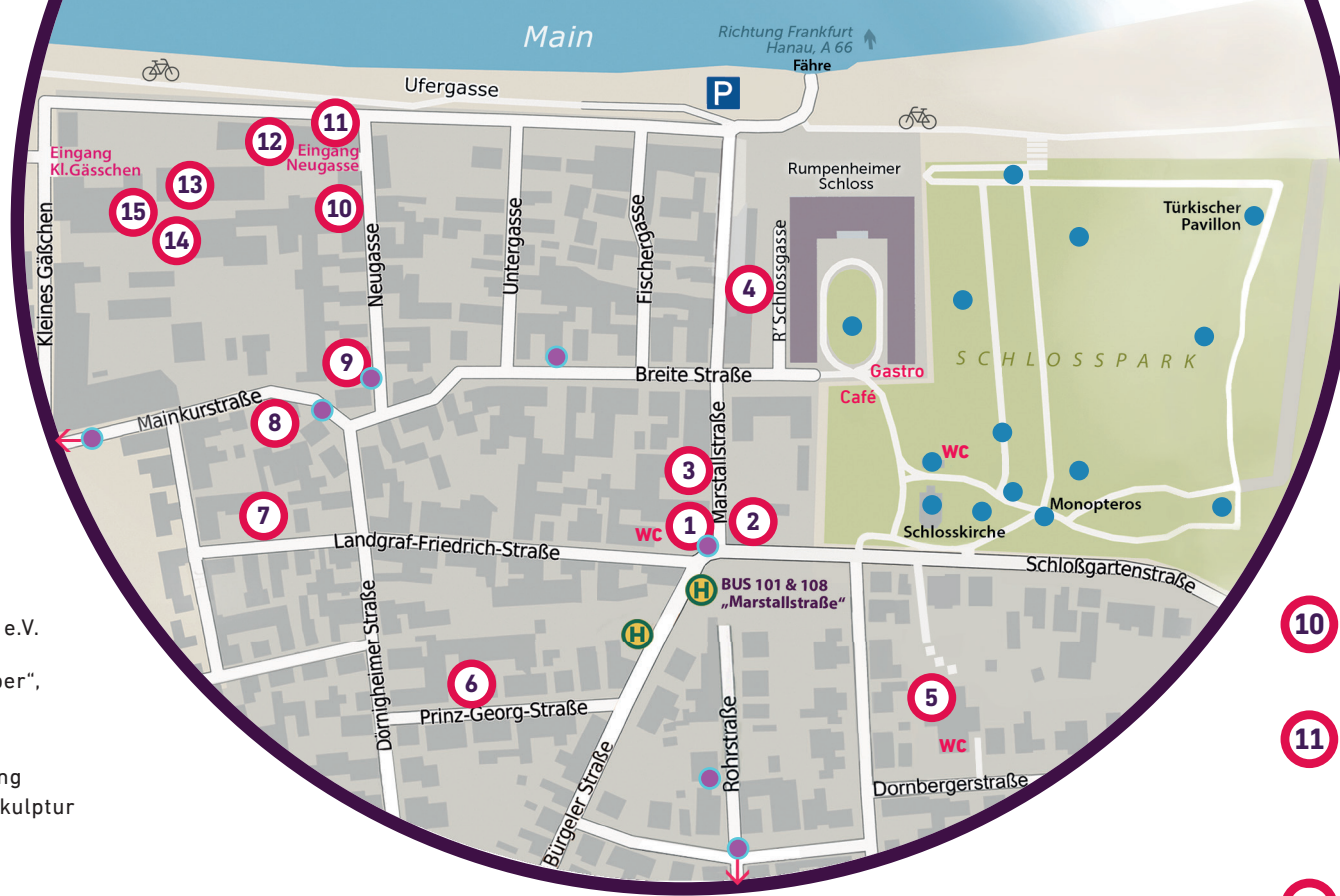 Main
Richtung Frankfurt
Hanau, A 66
Fähre
P
Ufergasse
11
12
Eingang
Neugasse
Eingang
Kl.Gässchen
13
15
14
10
Kleines Gäßchen
Neugasse
Untergasse
Fischergasse
4
R´Schlossgasse
Rumpenheimer
Schloss
Türkischer
Pavillon
SCHLOSSPARK
9
Breite Straße
Gastro
Café
Mainkurstraße
8
Marstallstraße
3
7
WC
1
2
WC
Monopteros
Schlosskirche
Landgraf-Friedrich-Straße
Schloßgartenstraße
H
BUS 101 & 108
„Marstallstraße“
H
Dörnigheimer Straße
6
Prinz-Georg-Straße
Rohrstraße
5
WC
Bürgeler Straße
Dornbergerstraße
e.V.
er“,
ng
kulptur
10
11